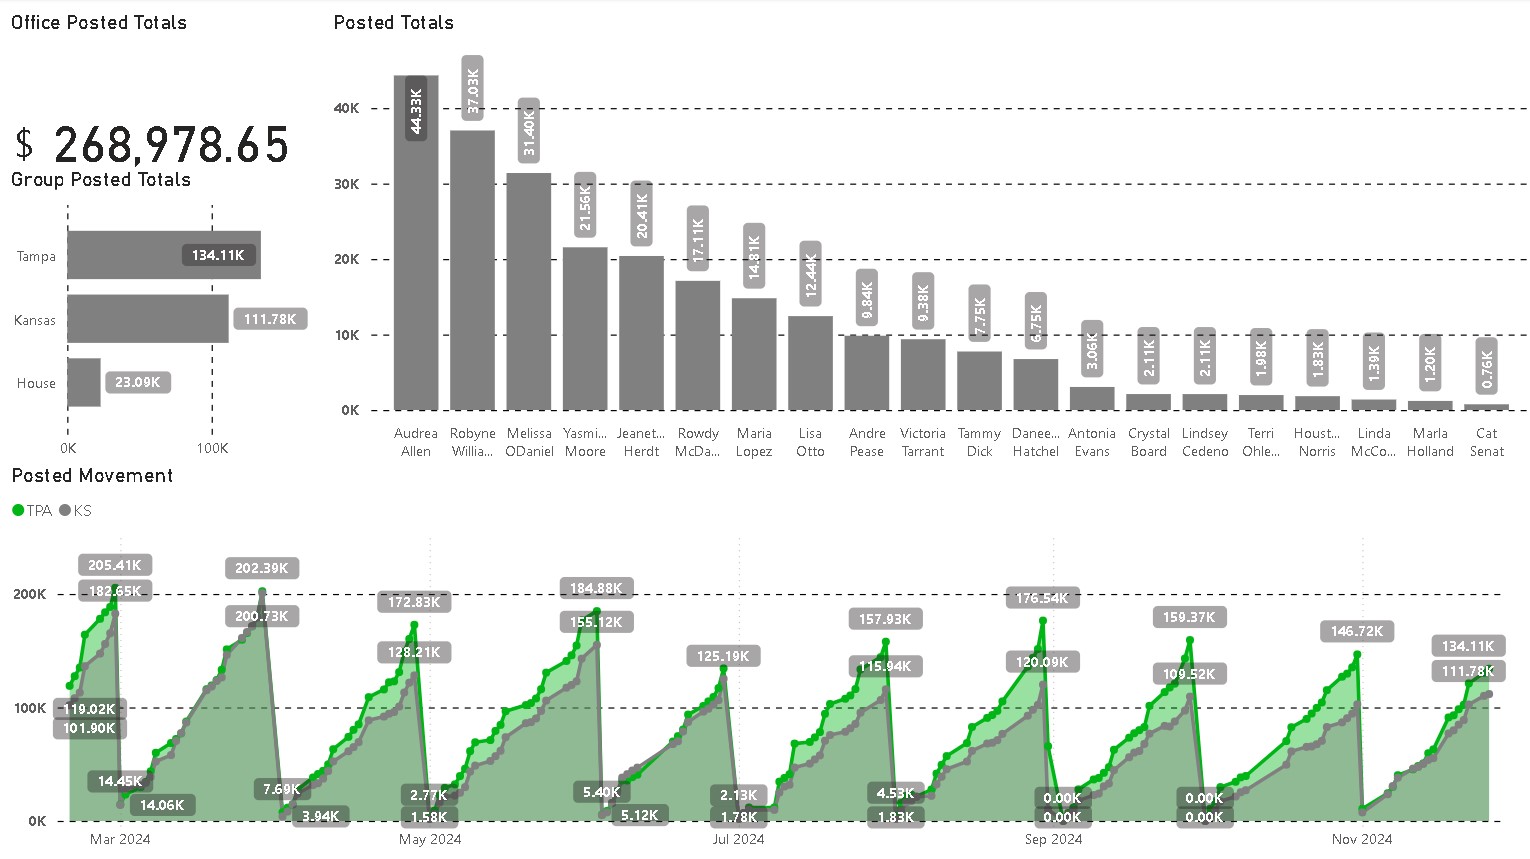 Office Posted Totals
$ 268,978.65
Group Posted Totals
Tampa
134.11K
Kansas
111.78K
House
23.09K
0K
100K
Posted Totals
40K
30K
20K
10K
0K
44.33K
37.03K
31.40K
21.56K
20.41K
17.11K
14.81K
12.44K
9.84K
9.38K
7.75K
6.75K
3.06K
2.11K
2.11K
1.98K
1.83K
1.39K
1.20K
0.76K
Audrea
Allen
Robyne
Willia...
Melissa
ODaniel
Yasmi...
Moore
Jeanet...
Herdt
Rowdy
McDa...
Maria
Lopez
Lisa
Otto
Andre
Pease
Victoria
Tarrant
Tammy
Dick
Danee...
Hatchel
Antonia
Evans
Crystal
Board
Lindsey
Cedeno
Terri
Ohle...
Houst...
Norris
Linda
McCo...
Marla
Holland
Cat
Senat
Posted Movement
TPA KS
200K
100K
0K
205.41K
182.65K
119.02K
101.90K
14.45K
14.06K
202.39K
200.73K
7.69K
3.94K
172.83K
128.21K
2.77K
1.58K
184.88K
155.12K
5.40K
5.12K
125.19K
2.13K
1.78K
157.93K
115.94K
4.53K
1.83K
176.54K
120.09K
0.00K
0.00K
159.37K
109.52K
0.00K
0.00K
146.72K
134.11K
111.78K
Mar 2024
May 2024
Jul 2024
Sep 2024
Nov 2024